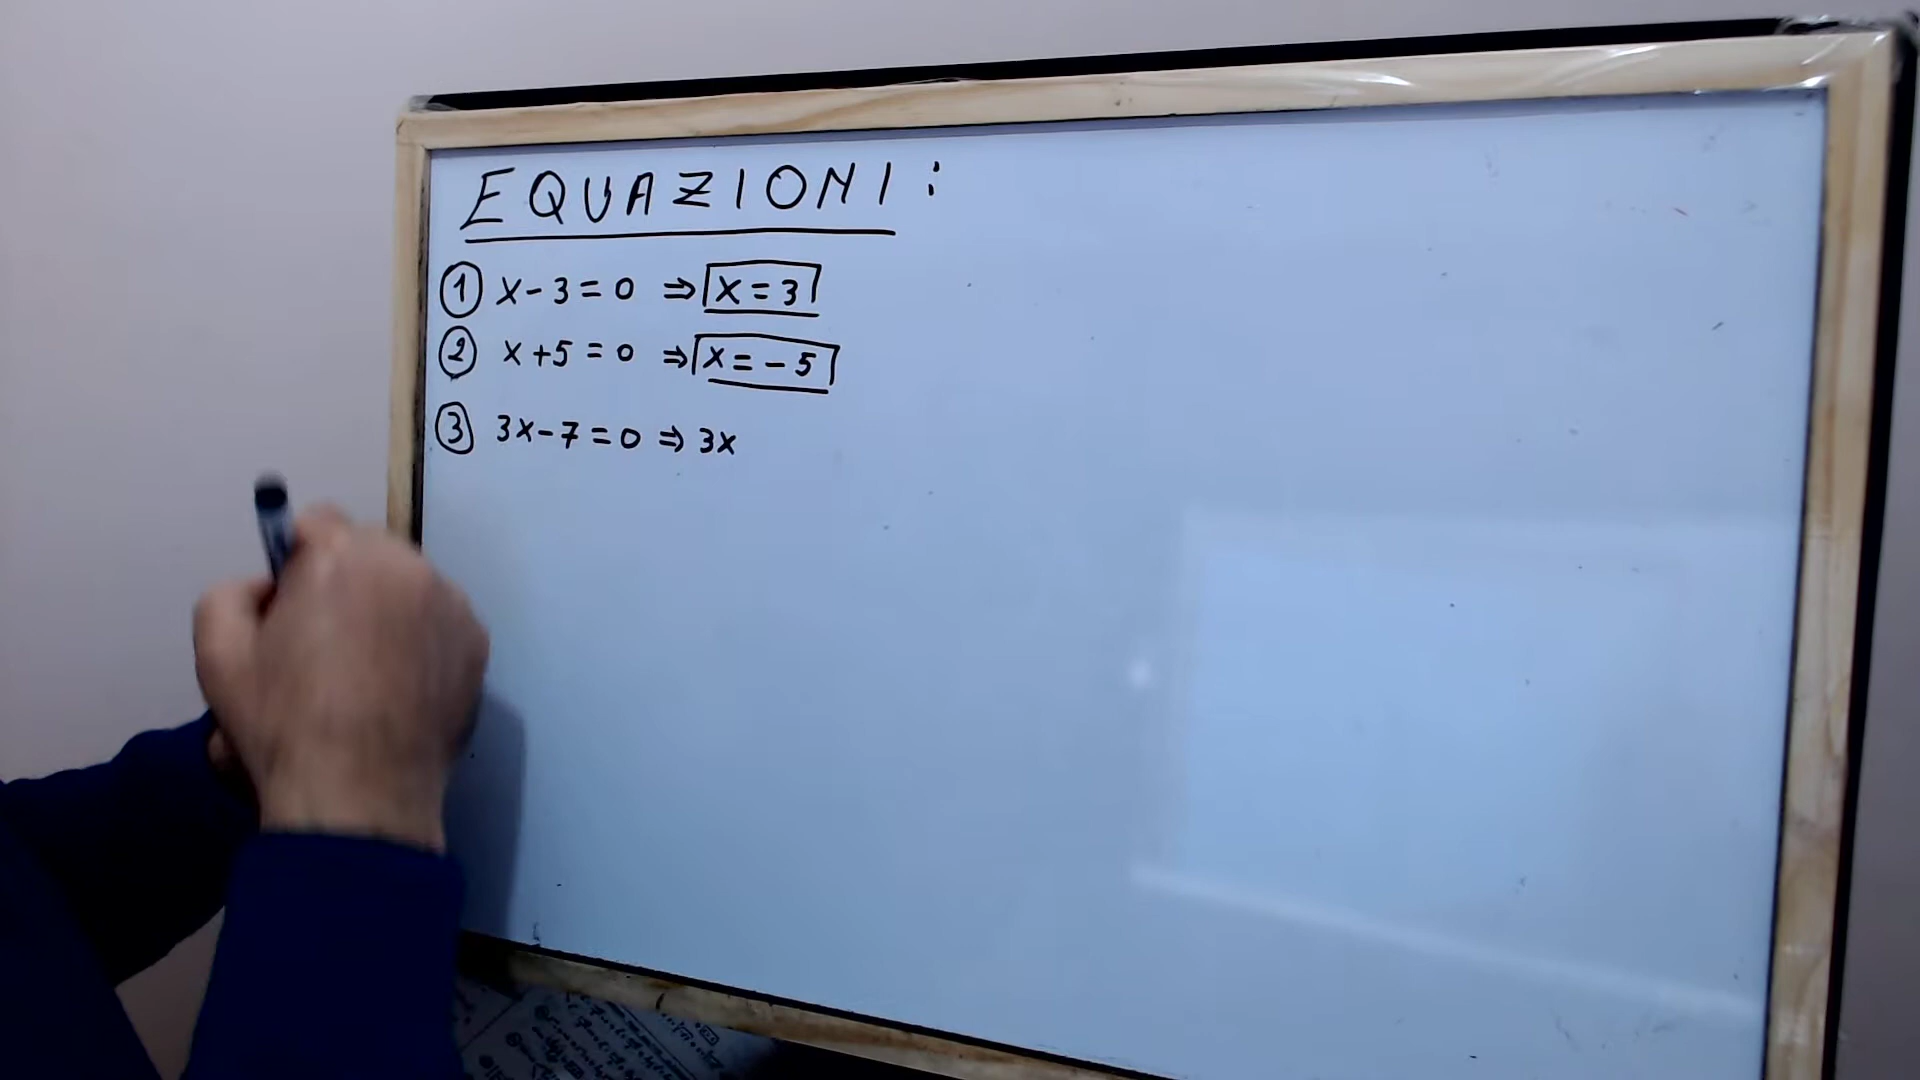 EQUAZIONI:
① x-3=0 ⇒ x=3
② x+5=0 ⇒ x=-5
③ 3x-7=0 ⇒ 3x